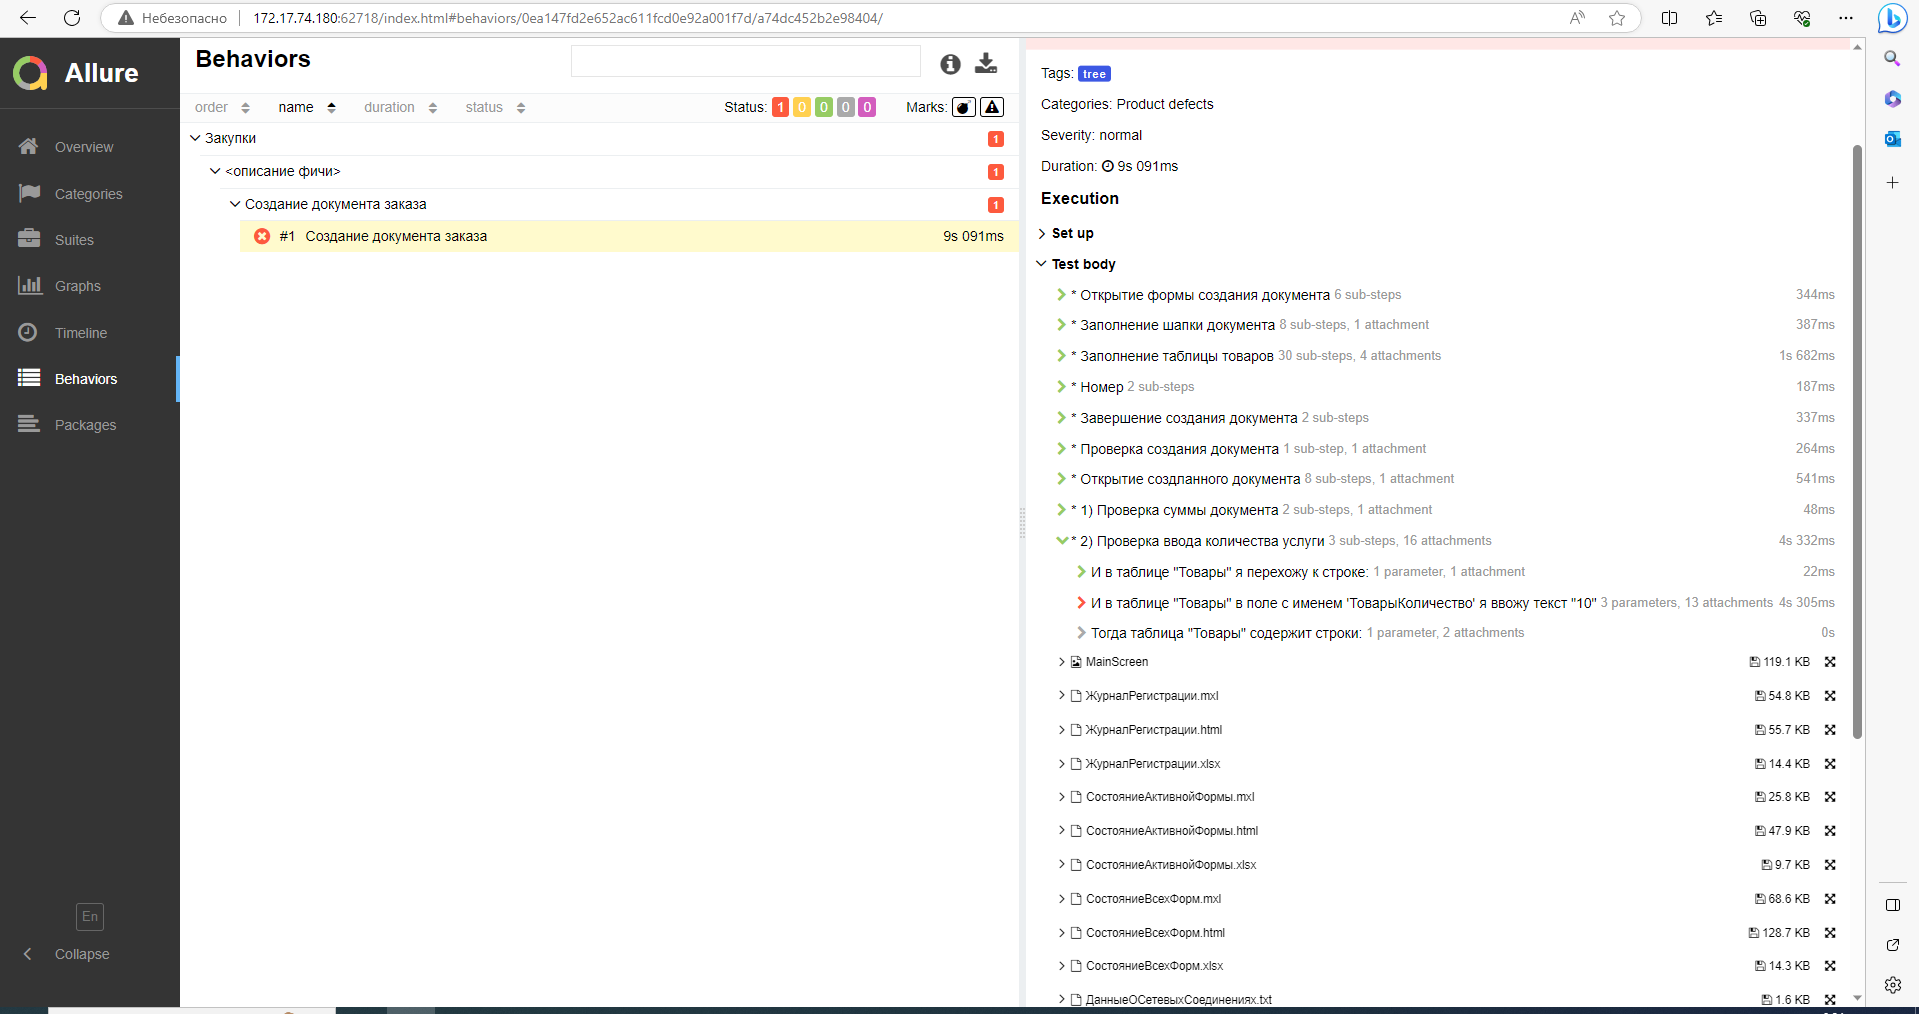 Небезопасно 172.17.74.180:62718/index.html#behaviors/0ea147fd2e652ac611fcd0e92a001f7d/a74dc452b2e98404/
Allure
Overview
Categories
Suites
Graphs
Timeline
Behaviors
Packages
En
Collapse
Behaviors
order name duration status Status: 1 0 0 0 0 Marks:
Закупки 1
<описание фичи> 1
Создание документа заказа 1
#1 Создание документа заказа 9s 091ms
Tags: tree
Categories: Product defects
Severity: normal
Duration: 9s 091ms
Execution
Set up
Test body
* Открытие формы создания документа 6 sub-steps 344ms
* Заполнение шапки документа 8 sub-steps, 1 attachment 387ms
* Заполнение таблицы товаров 30 sub-steps, 4 attachments 1s 682ms
* Номер 2 sub-steps 187ms
* Завершение создания документа 2 sub-steps 337ms
* Проверка создания документа 1 sub-step, 1 attachment 264ms
* Открытие создланного документа 8 sub-steps, 1 attachment 541ms
* 1) Проверка суммы документа 2 sub-steps, 1 attachment 48ms
* 2) Проверка ввода количества услуги 3 sub-steps, 16 attachments 4s 332ms
И в таблице "Товары" я перехожу к строке: 1 parameter, 1 attachment 22ms
И в таблице "Товары" в поле с именем 'ТоварыКоличество' я ввожу текст "10" 3 parameters, 13 attachments 4s 305ms
Тогда таблица "Товары" содержит строки: 1 parameter, 2 attachments 0s
MainScreen 119.1 KB
ЖурналРегистрации.mxl 54.8 KB
ЖурналРегистрации.html 55.7 KB
ЖурналРегистрации.xlsx 14.4 KB
СостояниеАктивнойФормы.mxl 25.8 KB
СостояниеАктивнойФормы.html 47.9 KB
СостояниеАктивнойФормы.xlsx 9.7 KB
СостояниеВсехФорм.mxl 68.6 KB
СостояниеВсехФорм.html 128.7 KB
СостояниеВсехФорм.xlsx 14.3 KB
ДанныеОСетевыхСоединениях.txt 1.6 KB